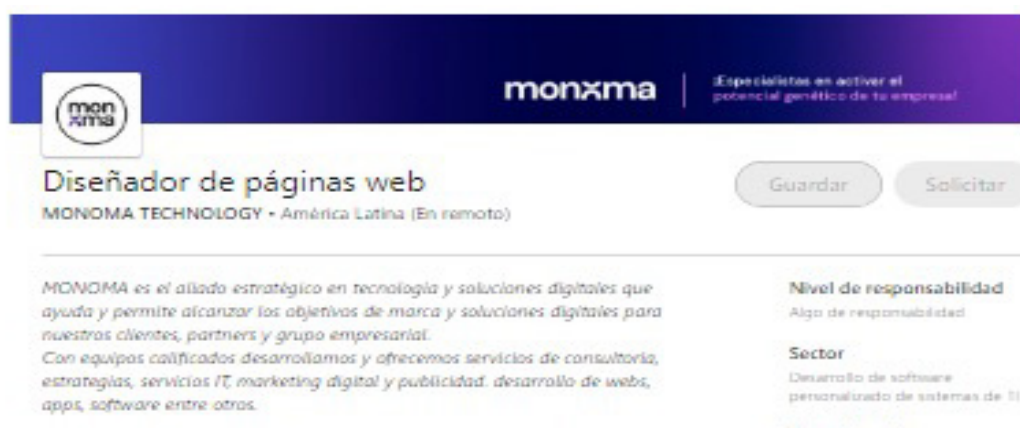 mon
xma
monxma
¡Especialistas en activar el
potencial genético de tu empresa!
Diseñador de páginas web
MONOMA TECHNOLOGY • América Latina (En remoto)
Guardar
Solicitar
MONOMA es el aliado estratégico en tecnología y soluciones digitales que
ayuda y permite alcanzar los objetivos de marca y soluciones digitales para
nuestros clientes, partners y grupo empresarial.
Con equipos calificados desarrollamos y ofrecemos servicios de consultoría,
estrategias, servicios IT, marketing digital y publicidad. desarrollo de webs,
apps, software entre otros.
Nivel de responsabilidad
Algo de responsabilidad
Sector
Desarrollo de software
personalizado de sistemas de TI